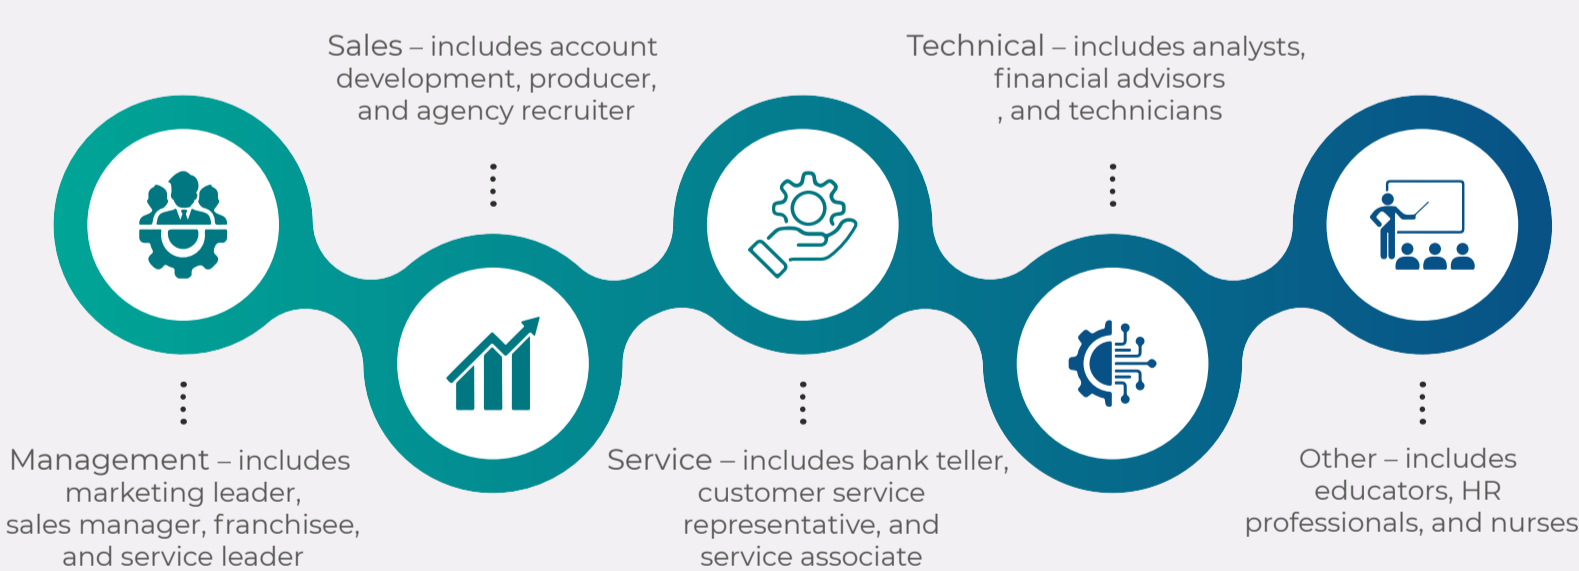 Sales – includes account
development, producer,
and agency recruiter
Technical – includes analysts,
financial advisors
, and technicians
Management – includes
marketing leader,
sales manager, franchisee,
and service leader
Service – includes bank teller,
customer service
representative, and
service associate
Other – includes
educators, HR
professionals, and nurses